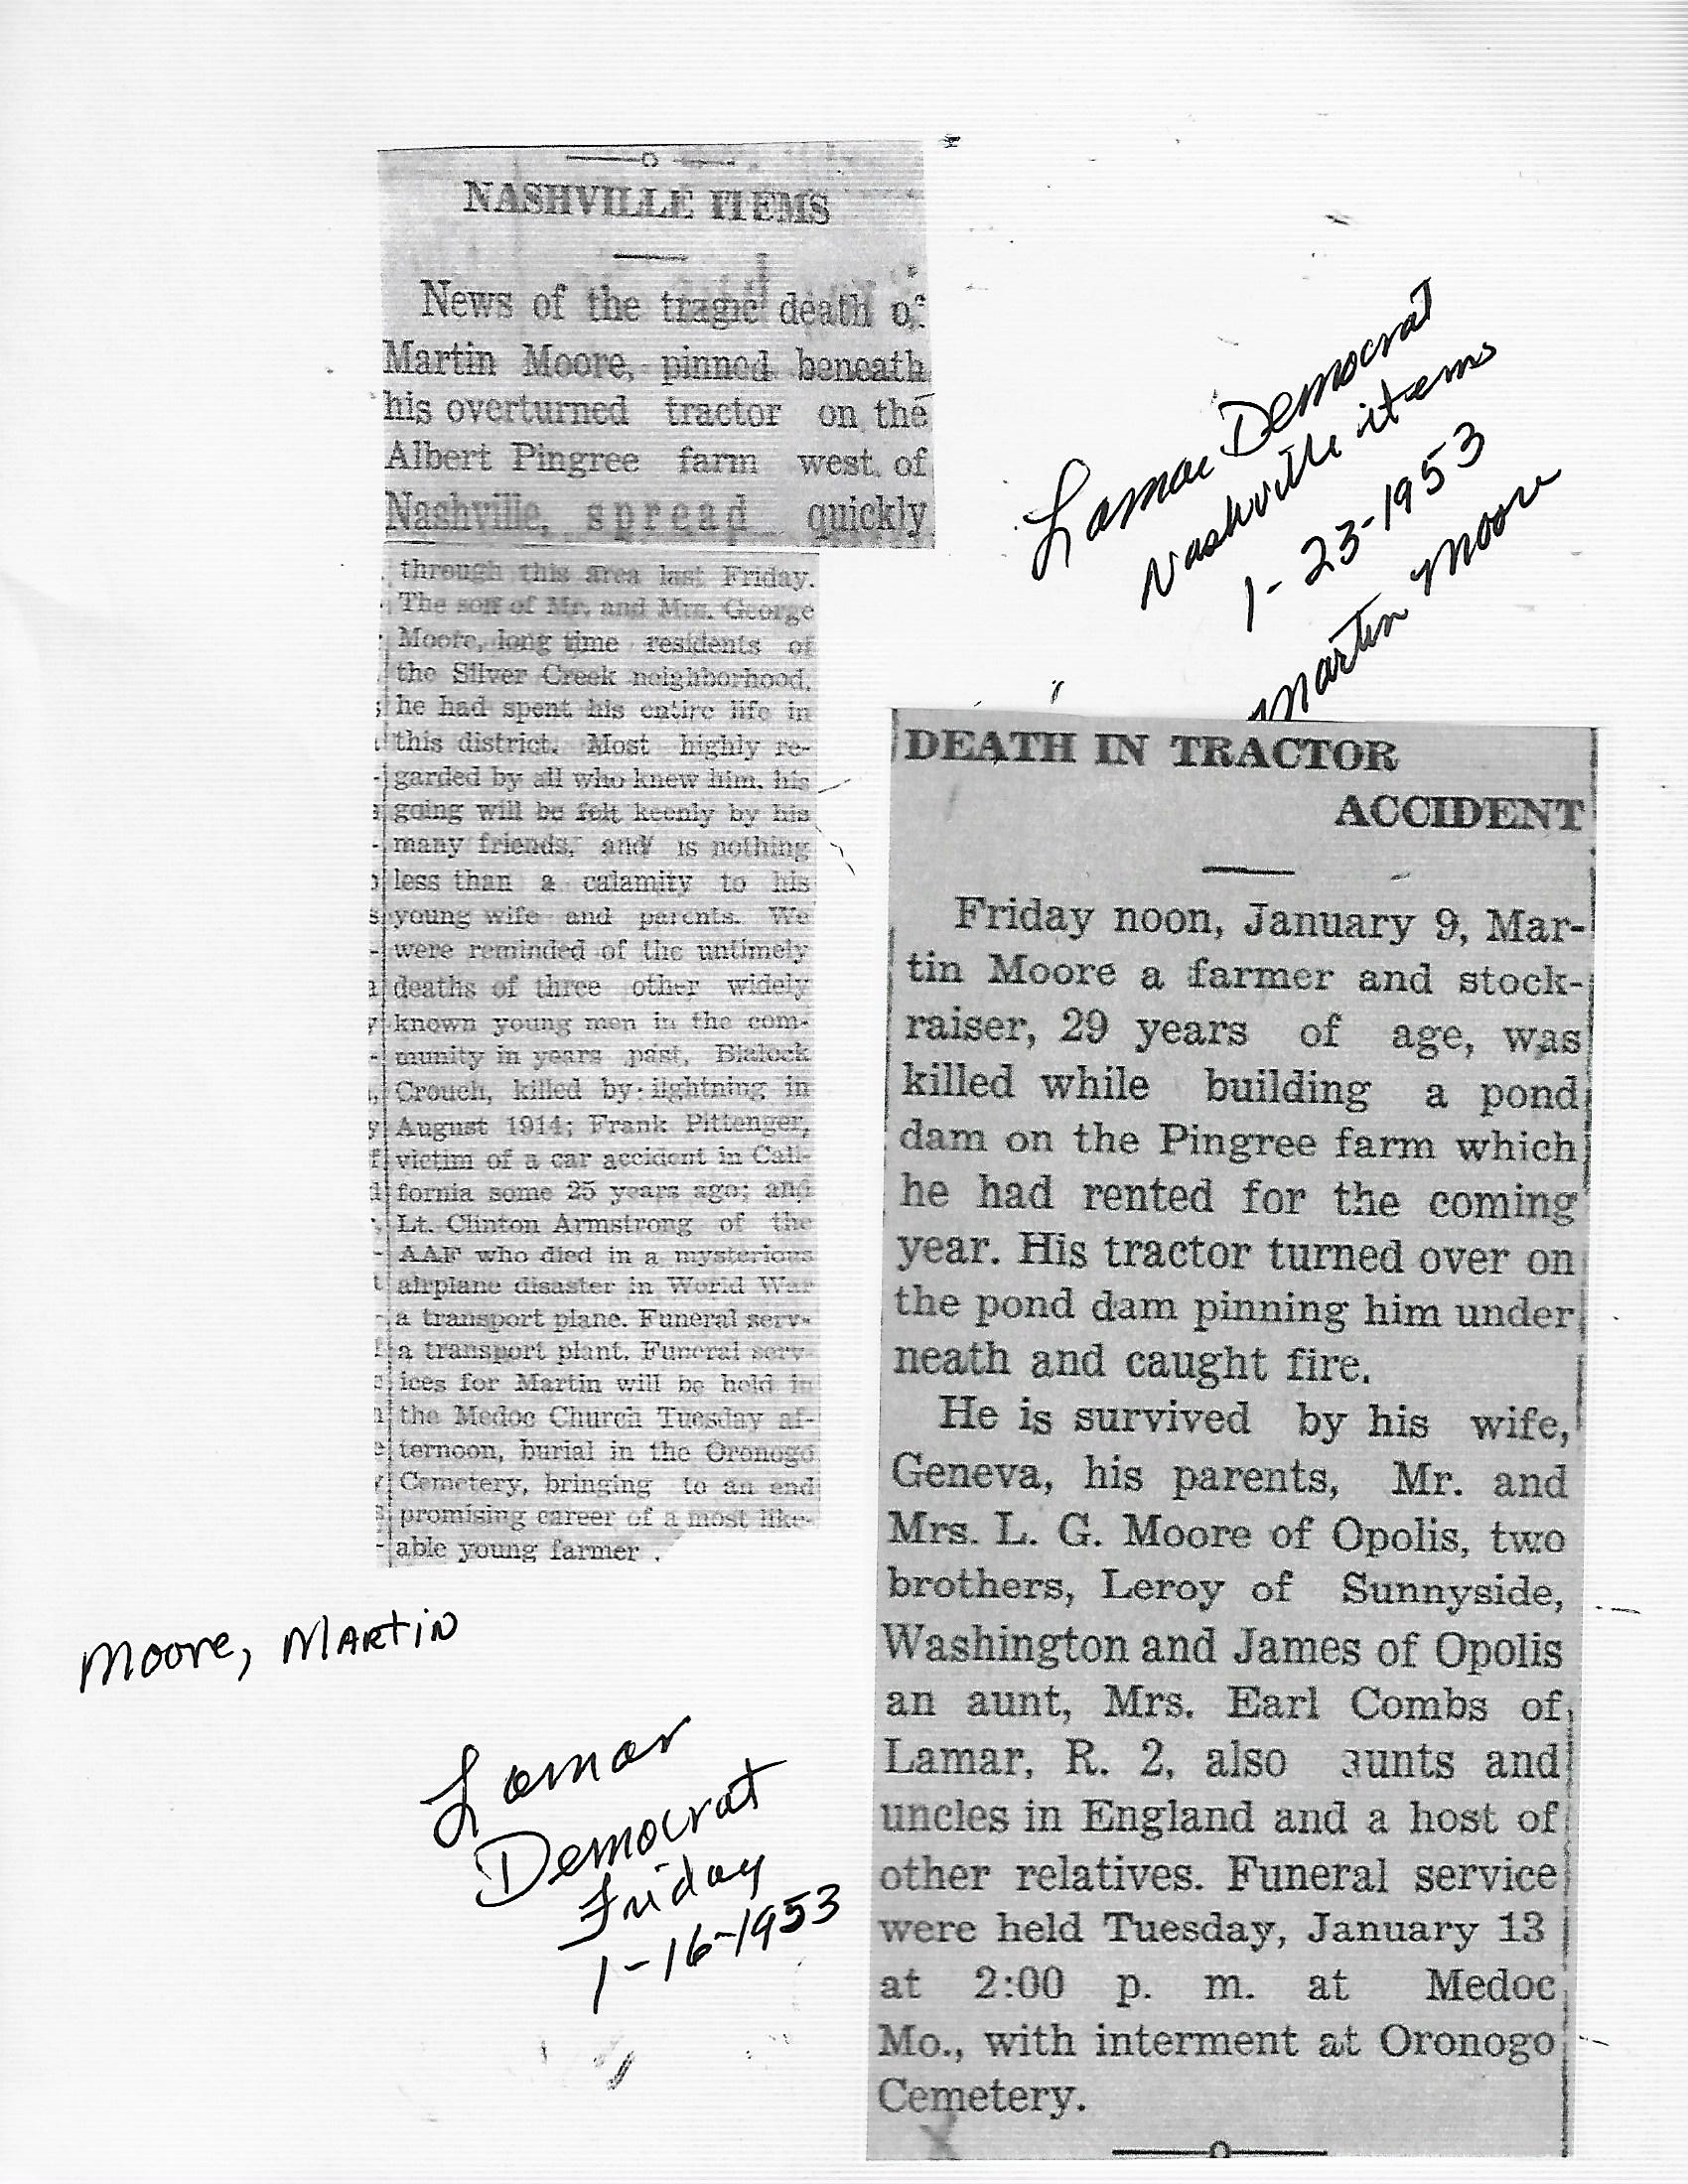 NASHVILLE ITEMS
News of the tragic death of
Martin Moore, pinned beneath
his overturned tractor on the
Albert Pingree farm west of
Nashville, spread quickly
through this area last Friday.
The son of Mr. and Mrs. George
Moore, long time residents of
the Silver Creek neighborhood,
he had spent his entire life in
this district. Most highly re-
garded by all who knew him, his
going will be felt keenly by his
many friends, and is nothing
less than a calamity to his
young wife and parents. We
were reminded of the untimely
deaths of three other widely
known young men in the com-
munity in years past, Blalock
Crouch, killed by lightning in
August 1914; Frank Pittenger,
victim of a car accident in Cali-
fornia some 25 years ago; and
Lt. Clinton Armstrong of the
AAF who died in a mysterious
airplane disaster in World War
a transport plane. Funeral serv-
a transport plant. Funeral serv-
ices for Martin will be held in
the Medoc Church Tuesday af-
ternoon, burial in the Oronogo
Cemetery, bringing to an end
promising career of a most like-
able young farmer.
Lamar Democrat
Nashville items
1-23-1953
Martin Moore
DEATH IN TRACTOR
ACCIDENT
Friday noon, January 9, Mar-
tin Moore a farmer and stock-
raiser, 29 years of age, was
killed while building a pond
dam on the Pingree farm which
he had rented for the coming
year. His tractor turned over on
the pond dam pinning him under
neath and caught fire.
He is survived by his wife,
Geneva, his parents, Mr. and
Mrs. L. G. Moore of Opolis, two
brothers, Leroy of Sunnyside,
Washington and James of Opolis
an aunt, Mrs. Earl Combs of
Lamar, R. 2, also aunts and
uncles in England and a host of
other relatives. Funeral service
were held Tuesday, January 13
at 2:00 p. m. at Medoc
Mo., with interment at Oronogo
Cemetery.
Moore, Martin
Lamar
Democrat
Friday
1-16-1953